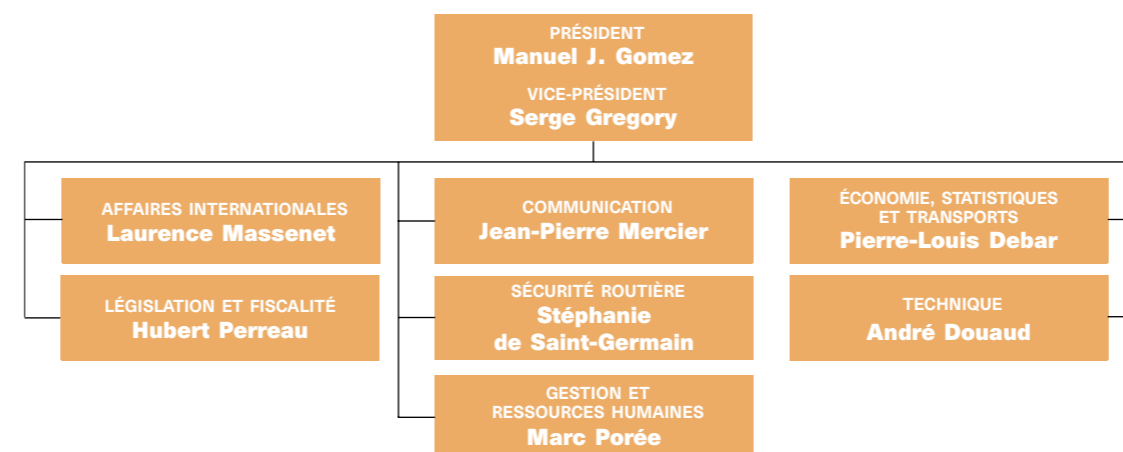 PRÉSIDENT
Manuel J. Gomez
VICE-PRÉSIDENT
Serge Gregory
AFFAIRES INTERNATIONALES
Laurence Massenet
LÉGISLATION ET FISCALITÉ
Hubert Perreau
COMMUNICATION
Jean-Pierre Mercier
SÉCURITÉ ROUTIÈRE
Stéphanie
de Saint-Germain
GESTION ET
RESSOURCES HUMAINES
Marc Porée
ÉCONOMIE, STATISTIQUES
ET TRANSPORTS
Pierre-Louis Debar
TECHNIQUE
André Douaud